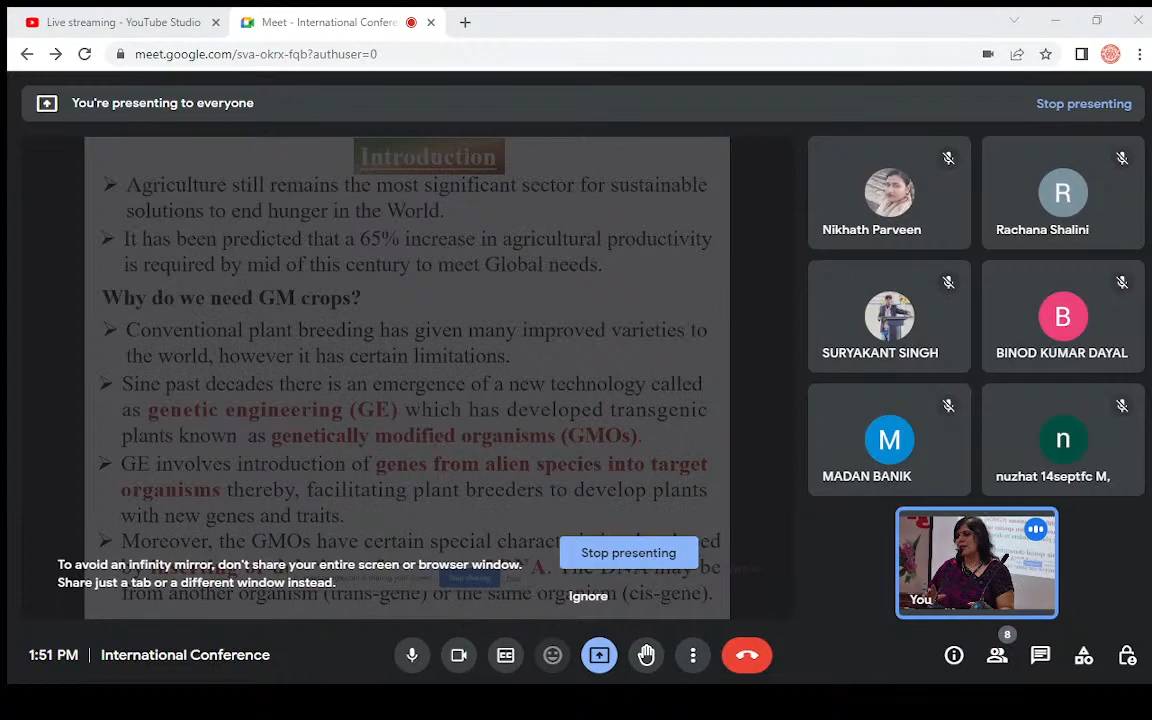 Live streaming - YouTube Studio
Meet - International Confere
meet.google.com/sva-okrx-fqb?authuser=0
You're presenting to everyone
Stop presenting
Introduction
Agriculture still remains the most significant sector for sustainable
solutions to end hunger in the World.
It has been predicted that a 65% increase in agricultural productivity
is required by mid of this century to meet Global needs.
Why do we need GM crops?
Conventional plant breeding has given many improved varieties to
the world, however it has certain limitations.
Sine past decades there is an emergence of a new technology called
as genetic engineering (GE) which has developed transgenic
plants known as genetically modified organisms (GMOs).
GE involves introduction of genes from alien species into target
organisms thereby, facilitating plant breeders to develop plants
with new genes and traits.
Moreover, the GMOs have certain special
The DNA may be
from another organism (trans-gene) or the same organism (cis-gene).
To avoid an infinity mirror, don't share your entire screen or browser window.
Share just a tab or a different window instead.
Stop presenting
Ignore
Nikhath Parveen
R
Rachana Shalini
SURYAKANT SINGH
B
BINOD KUMAR DAYAL
M
MADAN BANIK
n
nuzhat 14septfc M,
You
8
1:51 PM
International Conference